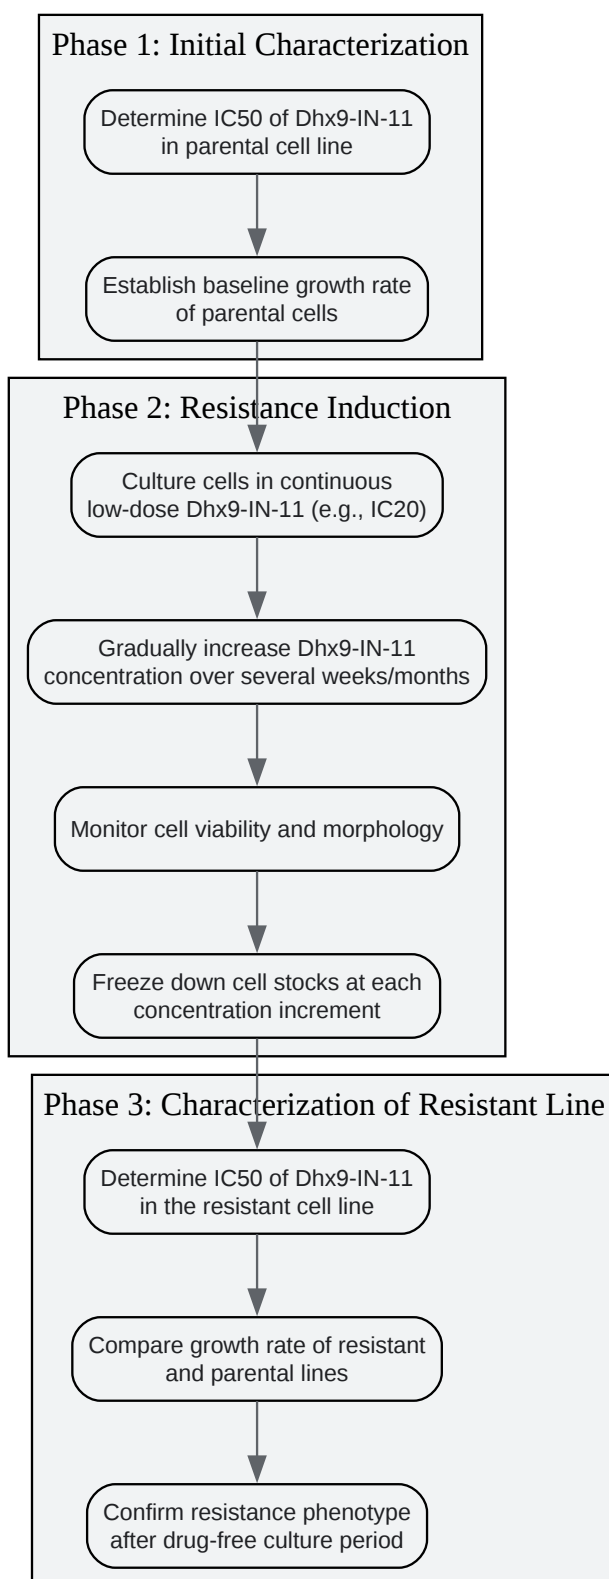 Phase 1: Initial Characterization
Determine IC50 of Dhx9-IN-11
in parental cell line
Establish baseline growth rate
of parental cells
Phase 2: Resistance Induction
Culture cells in continuous
low-dose Dhx9-IN-11 (e.g., IC20)
Gradually increase Dhx9-IN-11
concentration over several weeks/months
Monitor cell viability and morphology
Freeze down cell stocks at each
concentration increment
Phase 3: Characterization of Resistant Line
Determine IC50 of Dhx9-IN-11
in the resistant cell line
Compare growth rate of resistant
and parental lines
Confirm resistance phenotype
after drug-free culture period